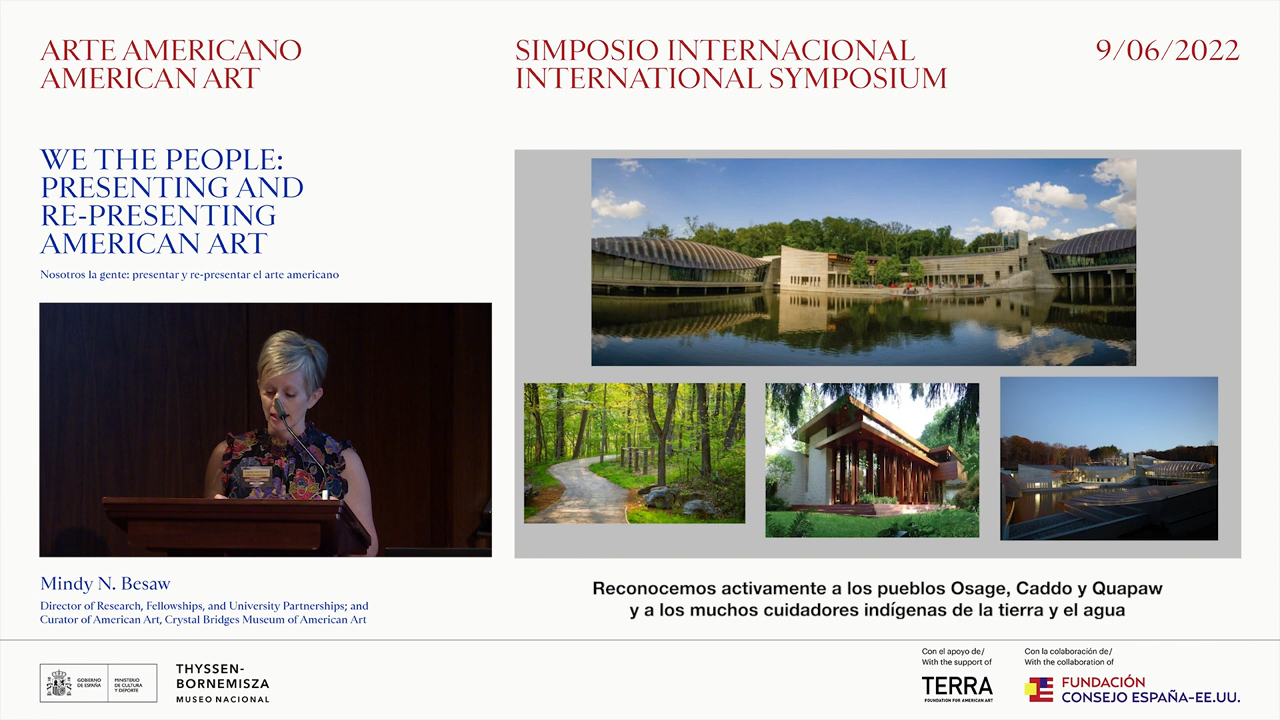 ARTE AMERICANO
AMERICAN ART
SIMPOSIO INTERNACIONAL
INTERNATIONAL SYMPOSIUM
9/06/2022
WE THE PEOPLE:
PRESENTING AND
RE-PRESENTING
AMERICAN ART
Nosotros la gente: presentar y re-presentar el arte americano
Mindy N. Besaw
Director of Research, Fellowships, and University Partnerships; and
Curator of American Art, Crystal Bridges Museum of American Art
Reconocemos activamente a los pueblos Osage, Caddo y Quapaw
y a los muchos cuidadores indígenas de la tierra y el agua
GOBIERNO
DE ESPAÑA
MINISTERIO
DE CULTURA
Y DEPORTE
THYSSEN-
BORNEMISZA
MUSEO NACIONAL
Con el apoyo de/
With the support of
TERRA
FOUNDATION FOR AMERICAN ART
Con la colaboración de/
With the collaboration of
FUNDACIÓN
CONSEJO ESPAÑA-EE.UU.